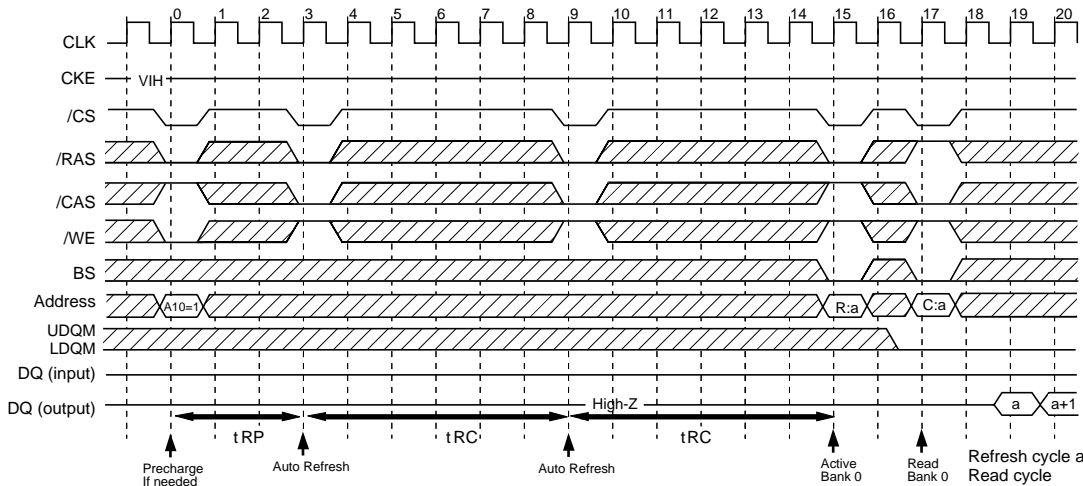 0 1 2 3 4 5 6 7 8 9 10 11 12 13 14 15 16 17 18 19 20
CLK
CKE VIH
/CS
/RAS
/CAS
/WE
BS
Address A10=1 R:a C:a
UDQM
LDQM
DQ (input)
DQ (output) High-Z a a+1
tRP tRC tRC
Precharge
If needed
Auto Refresh
Auto Refresh
Active
Bank 0
Read
Bank 0
Refresh cycle a
Read cycle